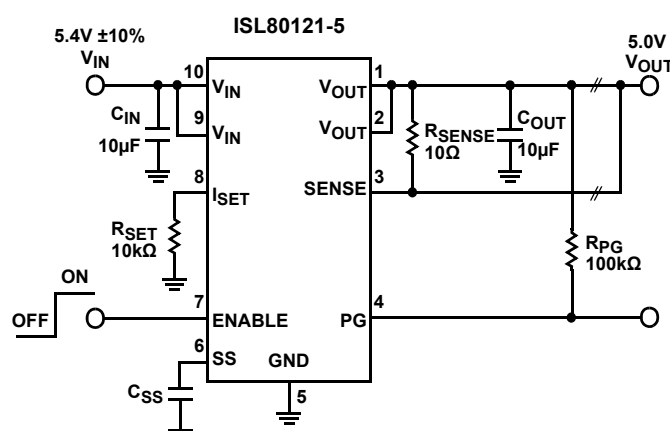 ISL80121-5
5.4V ±10%
VIN
5.0V
VOUT
10
VIN
9
VIN
CIN
10µF
1
VOUT
2
VOUT
RSENSE
10Ω
COUT
10µF
8
ISET
3
SENSE
RSET
10kΩ
RPG
100kΩ
ON
OFF
7
ENABLE
4
PG
6
SS
GND
5
CSS